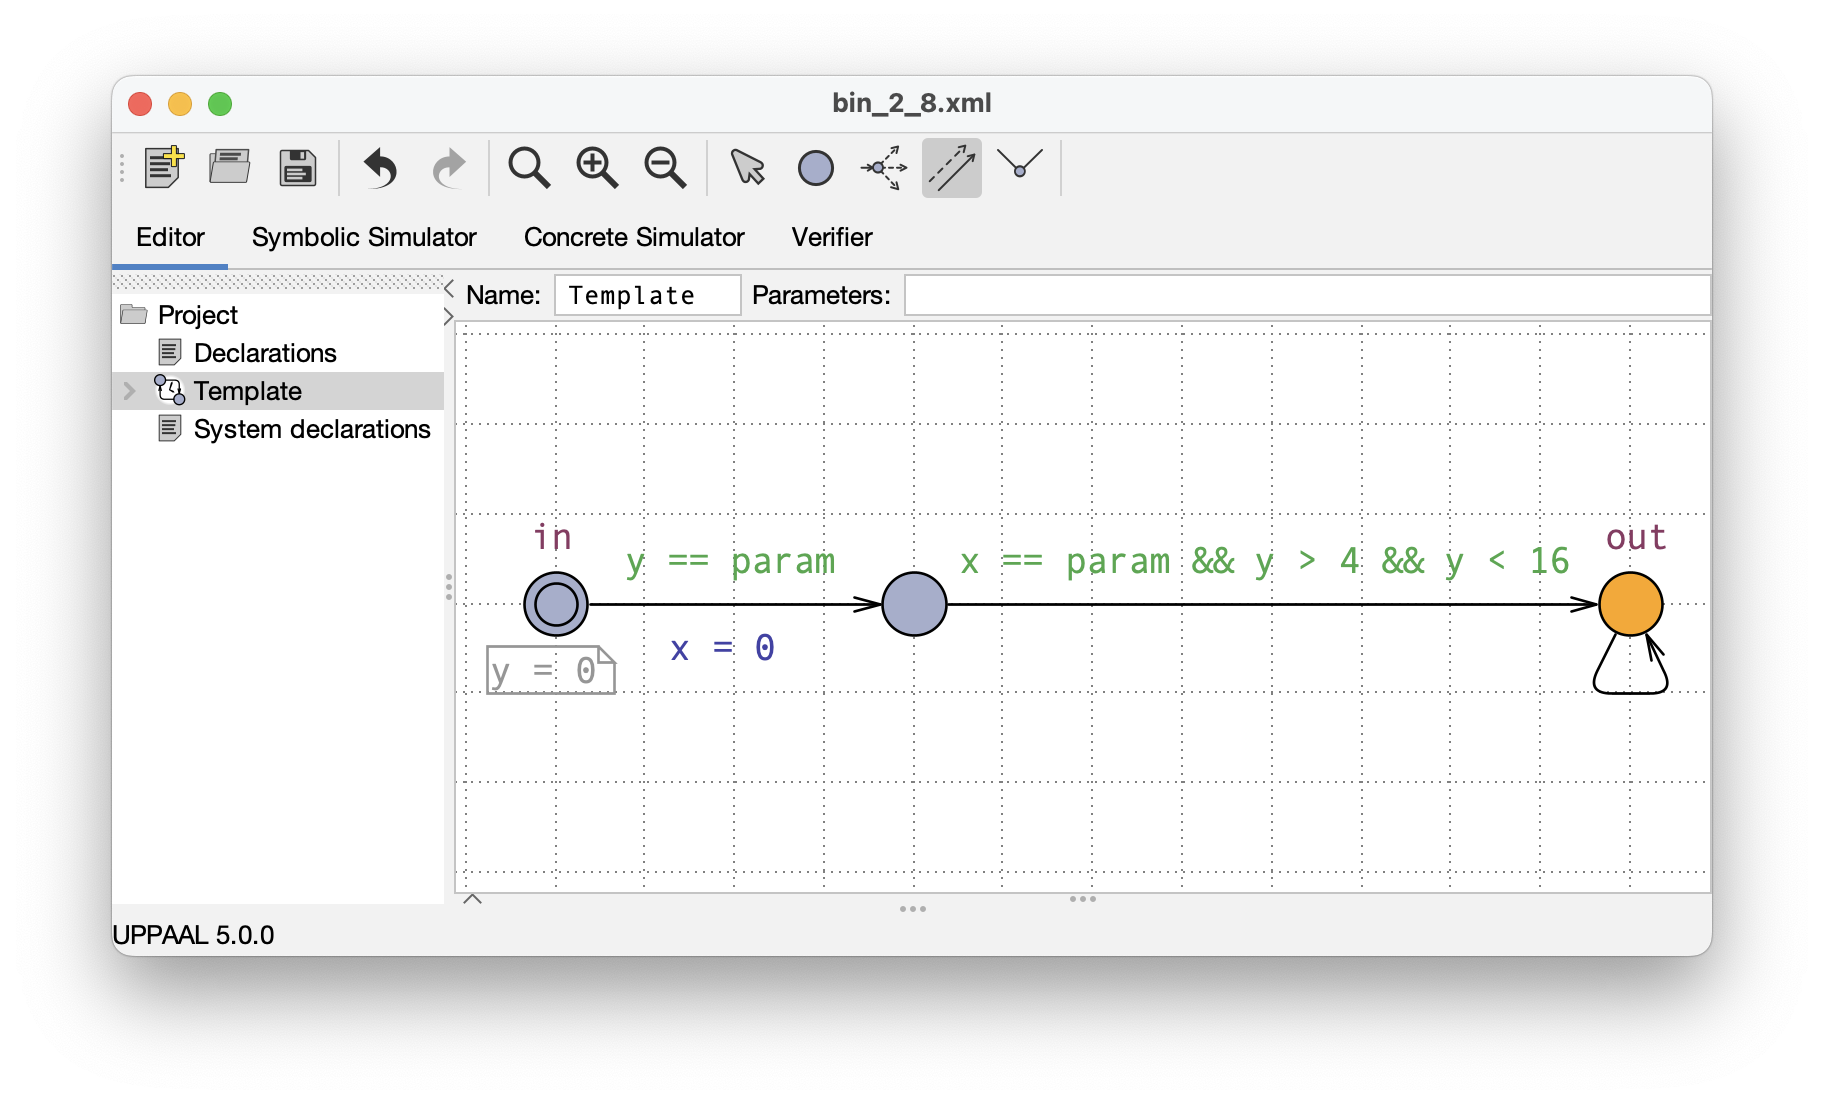 bin_2_8.xml
Editor Symbolic Simulator Concrete Simulator Verifier
Name: Template Parameters:
Project
Declarations
Template
System declarations
in
y == param
x == param && y > 4 && y < 16
out
x = 0
y = 0
UPPAAL 5.0.0